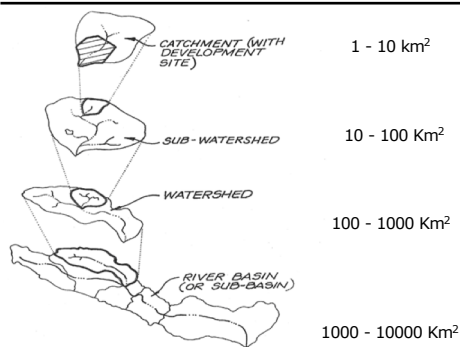 CATCHMENT (WITH
DEVELOPMENT
SITE)
1 - 10 km²
SUB-WATERSHED
10 - 100 Km²
WATERSHED
100 - 1000 Km²
RIVER BASIN
(OR SUB-BASIN)
1000 - 10000 Km²